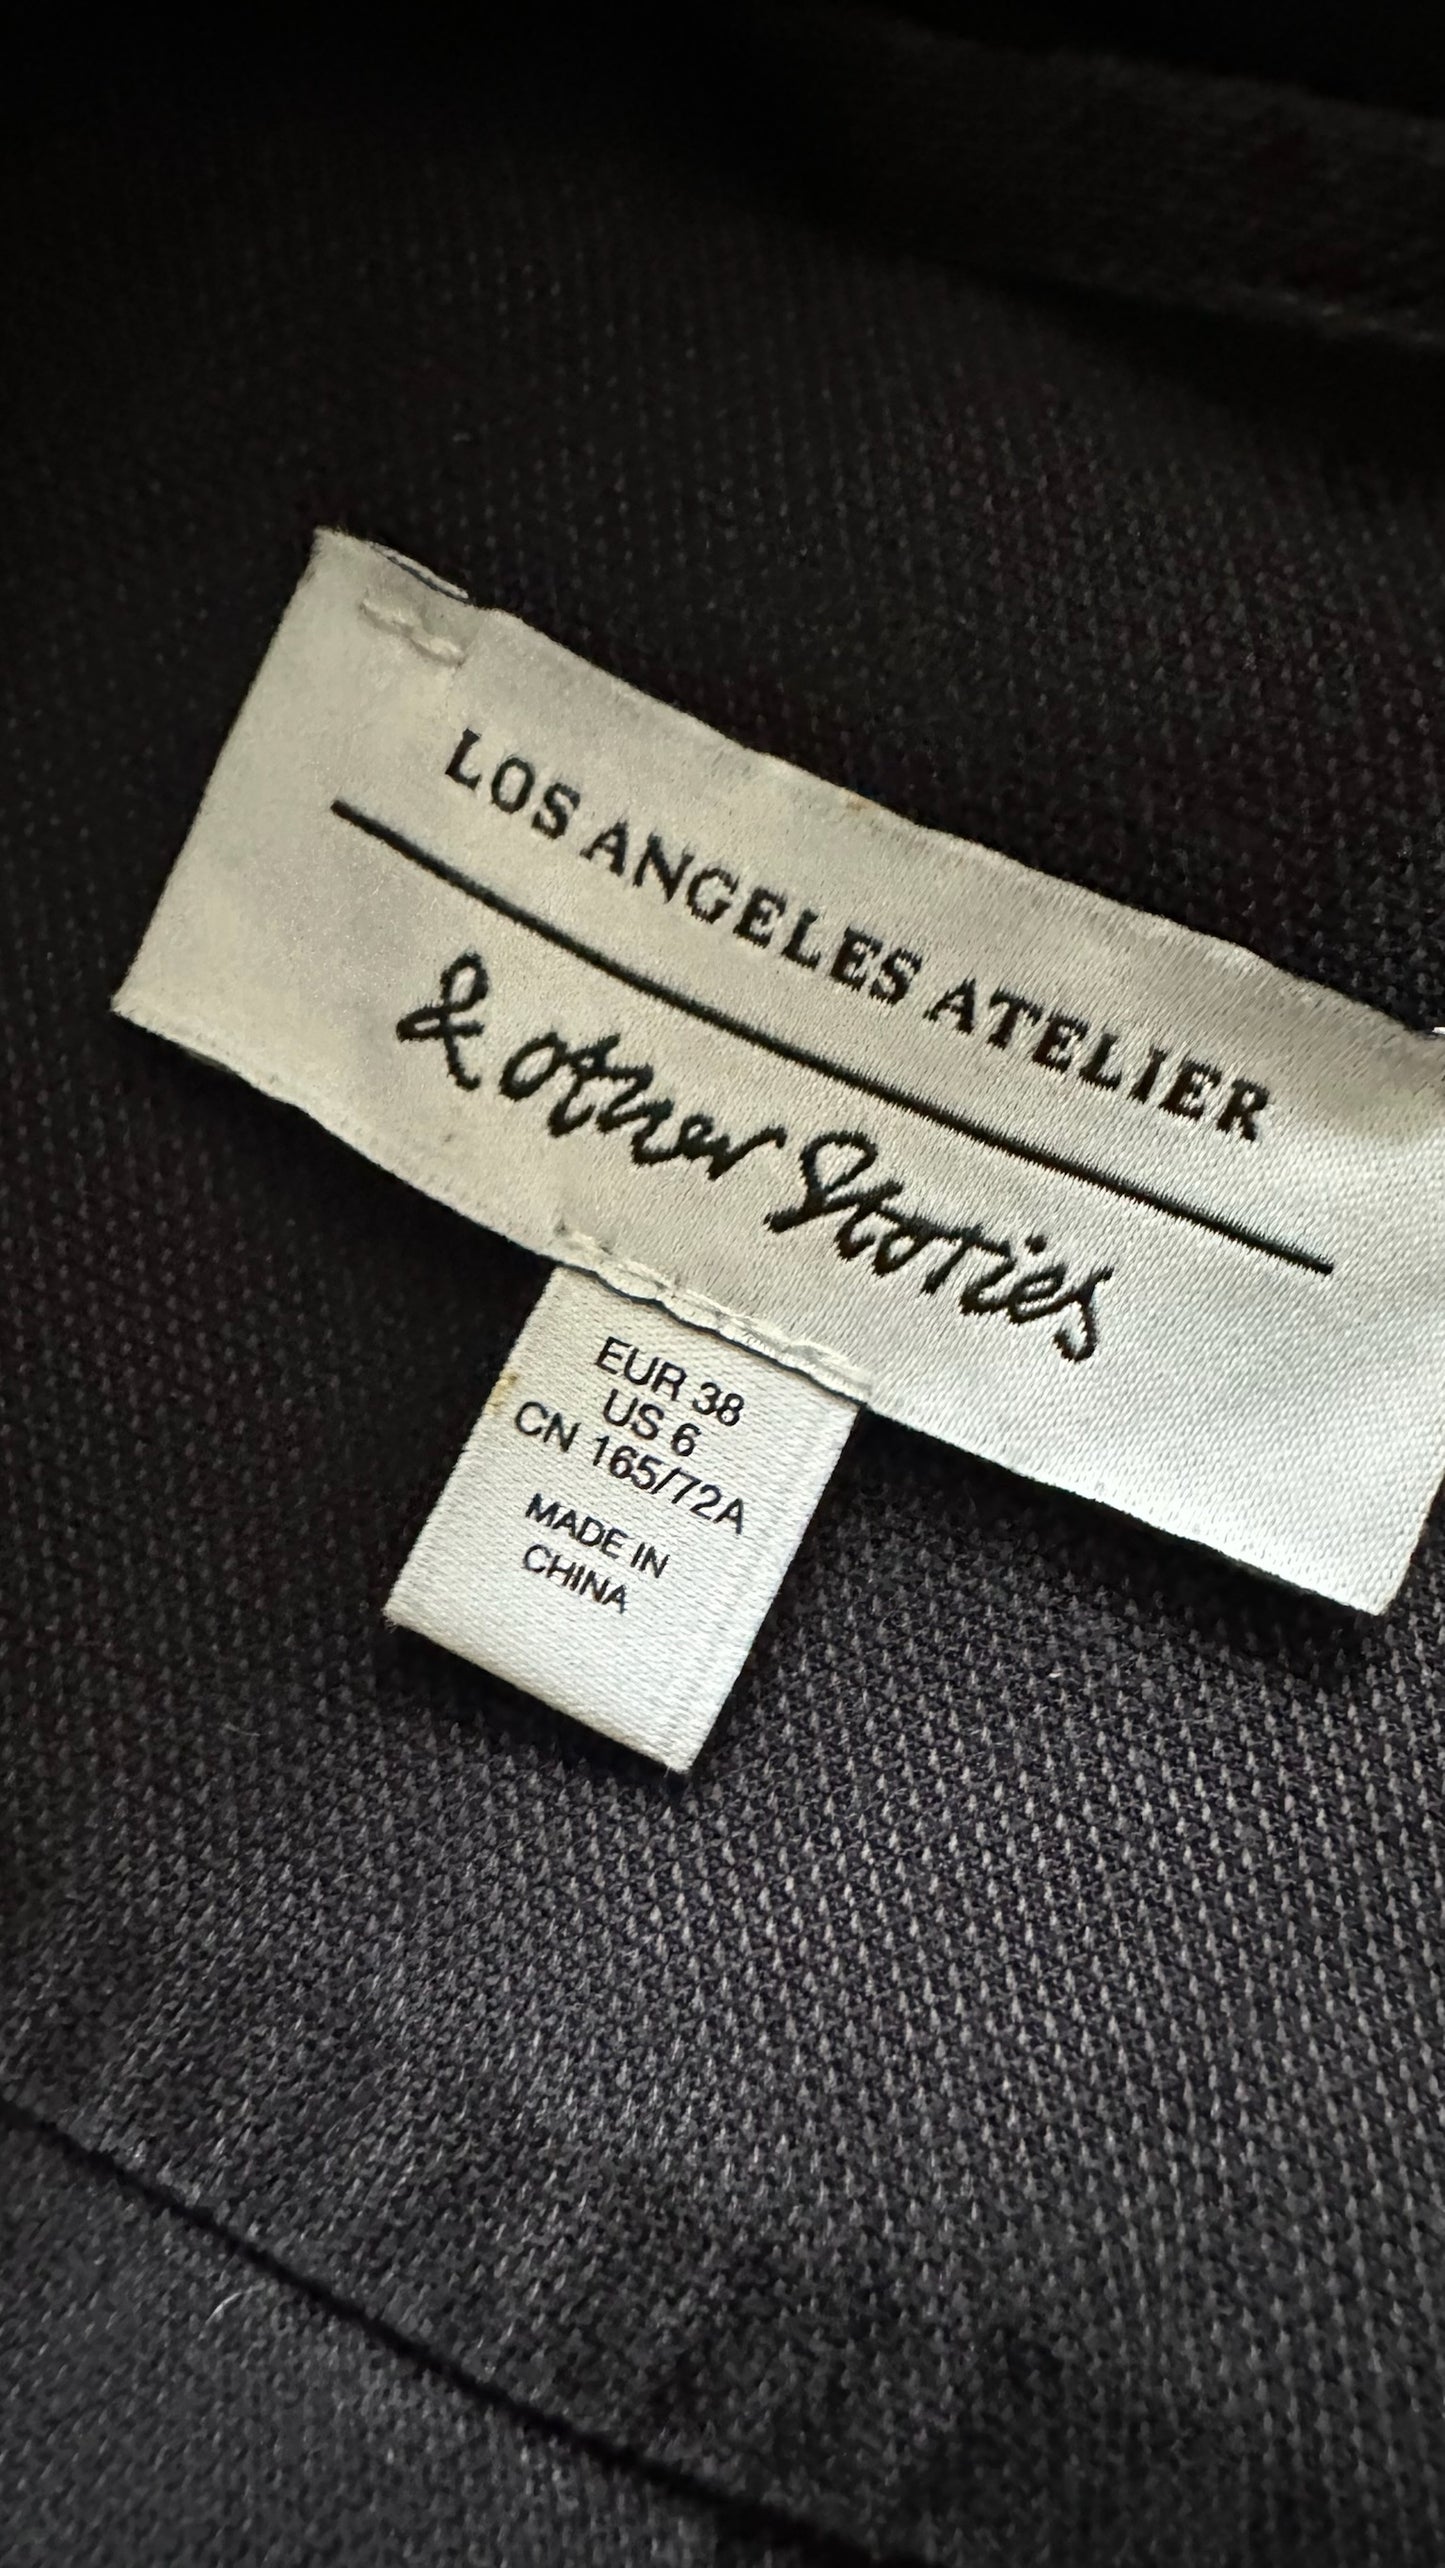 LOS ANGELES ATELIER
& other Stories
EUR 38
US 6
CN 165/72A
MADE IN
CHINA